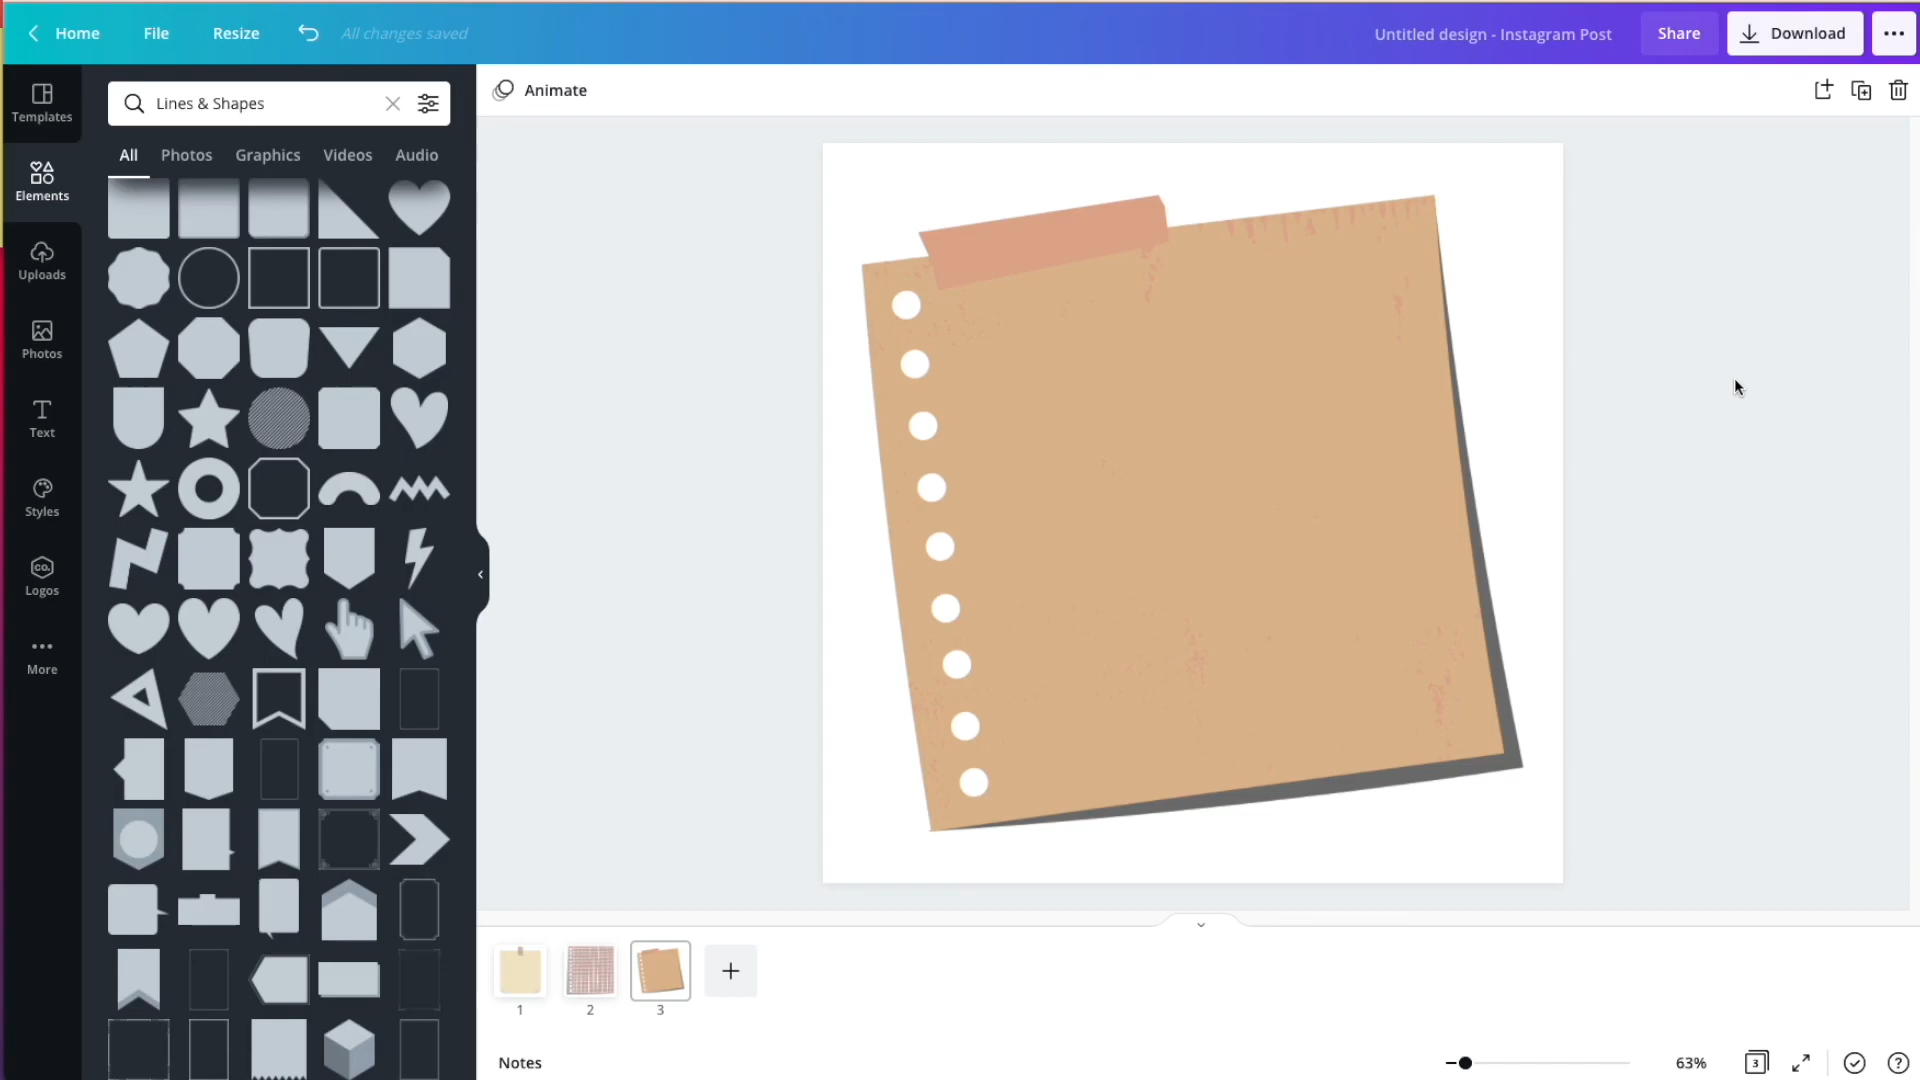 Home File Resize All changes saved Untitled design - Instagram Post Share Download
Templates
Elements
Uploads
Photos
Text
Styles
CO.
Logos
More
Lines & Shapes
All Photos Graphics Videos Audio
Animate
1 2 3
Notes
63%
3